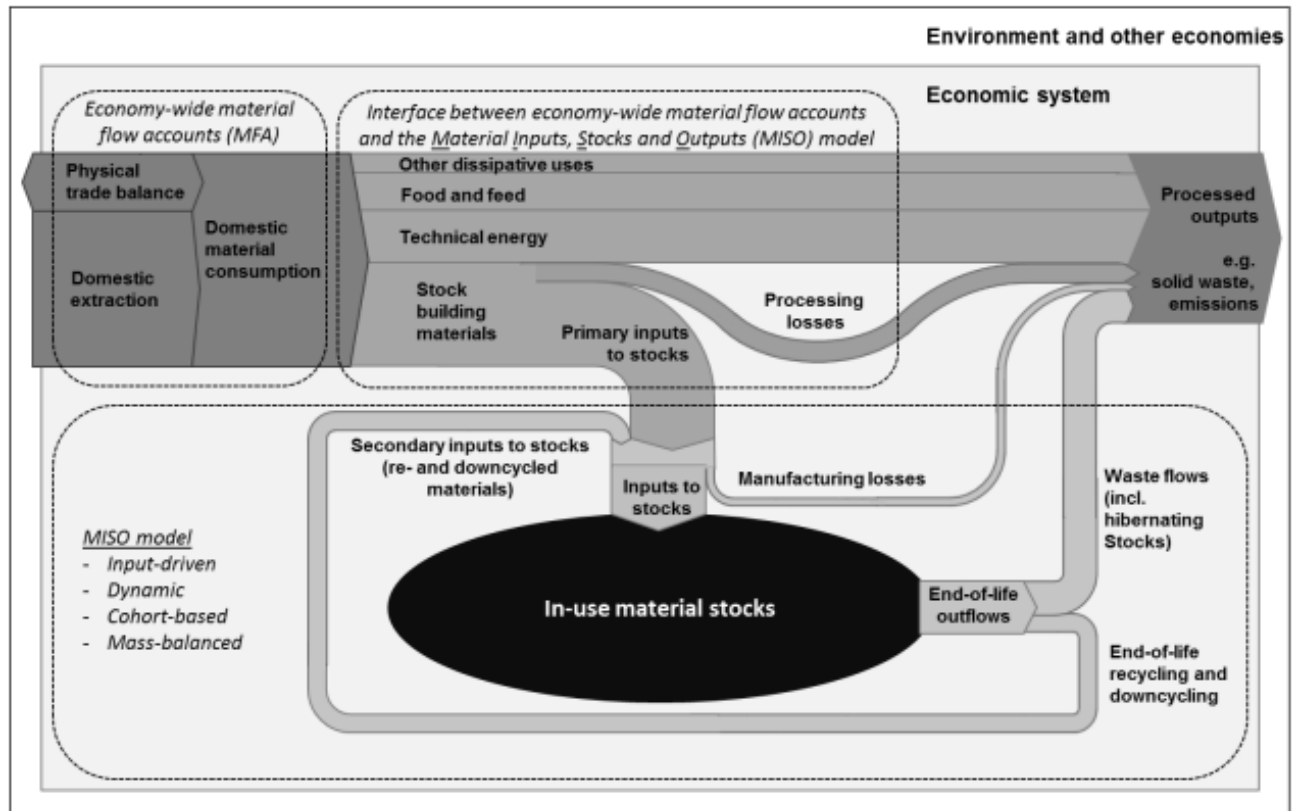 Environment and other economies
Economic system
Economy-wide material
flow accounts (MFA)
Interface between economy-wide material flow accounts
and the Material Inputs, Stocks and Outputs (MISO) model
Physical
trade balance
Domestic
extraction
Domestic
material
consumption
Other dissipative uses
Food and feed
Technical energy
Stock
building
materials
Primary inputs
to stocks
Processing
losses
Processed
outputs
e.g.
solid waste,
emissions
Secondary inputs to stocks
(re- and downcycled
materials)
Inputs to
stocks
Manufacturing losses
Waste flows
(incl.
hibernating
Stocks)
MISO model
- Input-driven
- Dynamic
- Cohort-based
- Mass-balanced
In-use material stocks
End-of-life
outflows
End-of-life
recycling and
downcycling